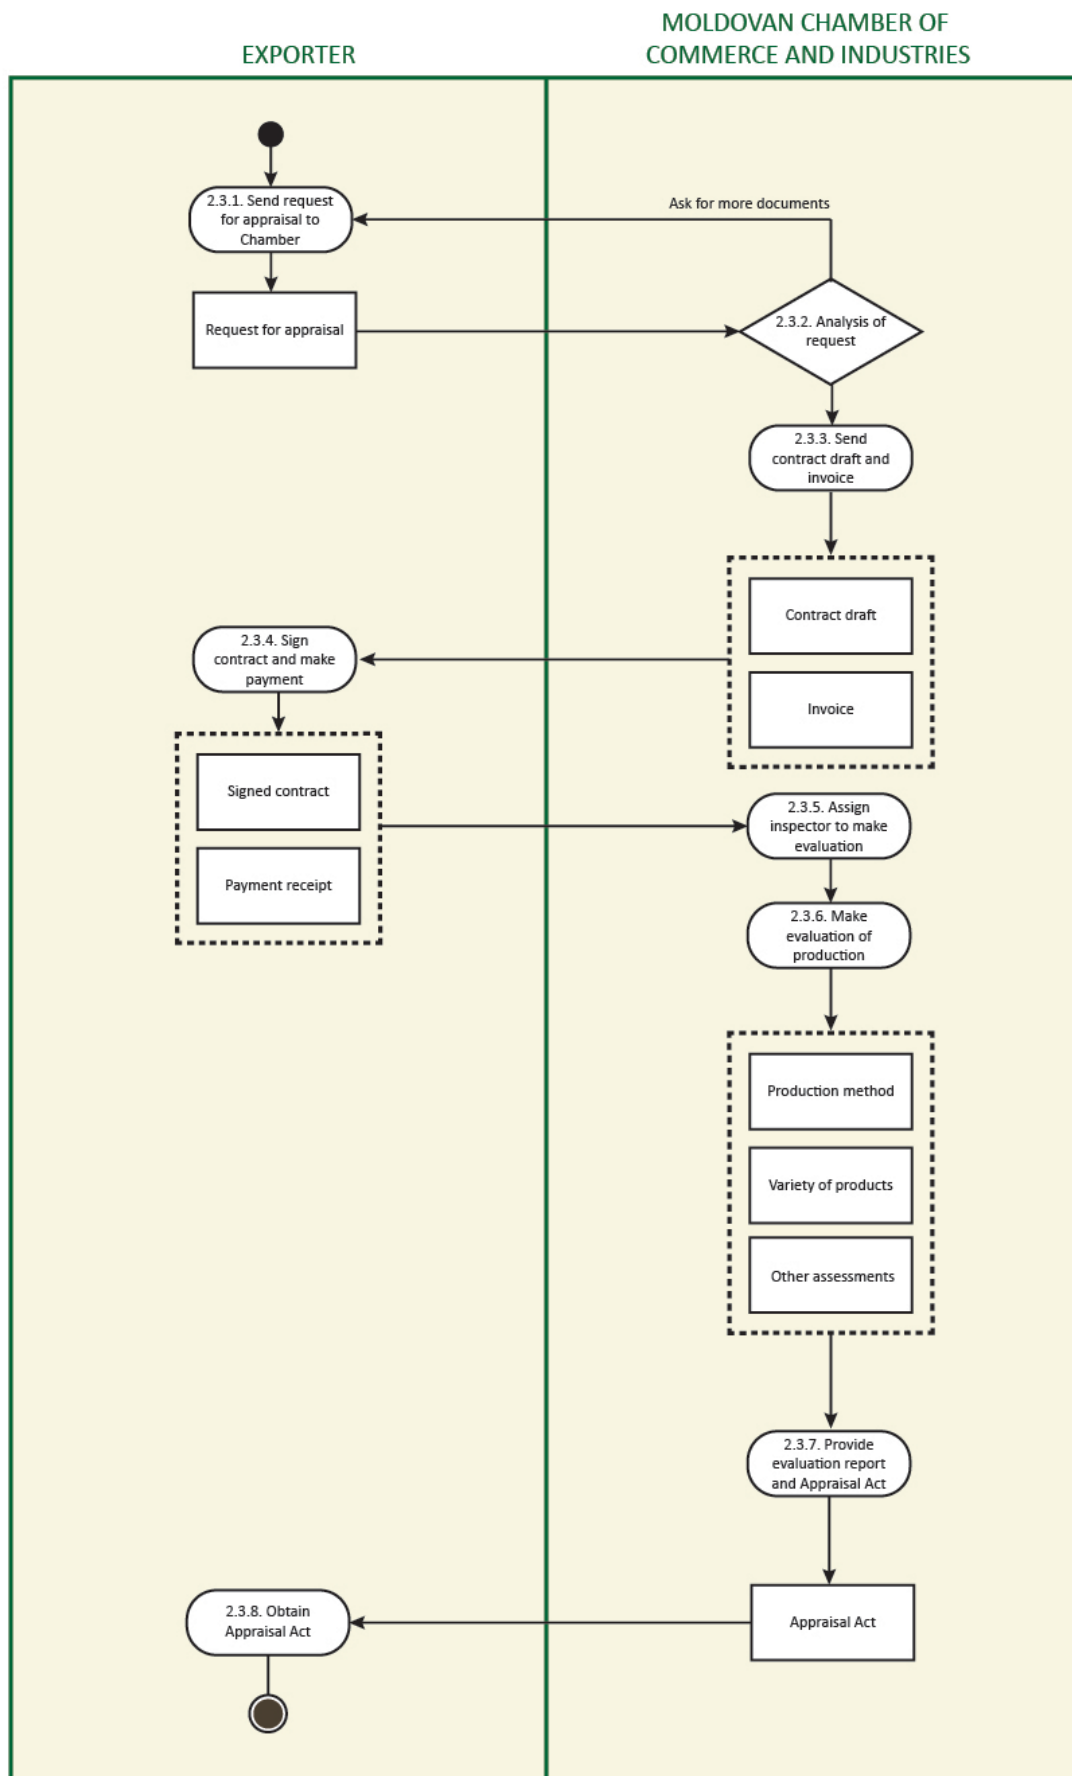 EXPORTER
MOLDOVAN CHAMBER OF
COMMERCE AND INDUSTRIES
2.3.1. Send request
for appraisal to
Chamber
Ask for more documents
Request for appraisal
2.3.2. Analysis of
request
2.3.3. Send
contract draft and
invoice
Contract draft
Invoice
2.3.4. Sign
contract and make
payment
Signed contract
Payment receipt
2.3.5. Assign
inspector to make
evaluation
2.3.6. Make
evaluation of
production
Production method
Variety of products
Other assessments
2.3.7. Provide
evaluation report
and Appraisal Act
Appraisal Act
2.3.8. Obtain
Appraisal Act